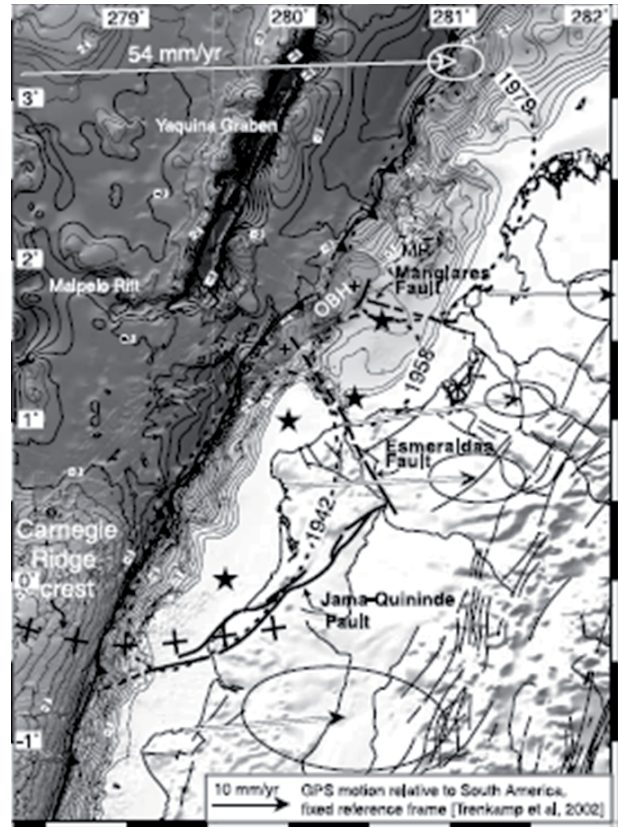 279°
280°
281°
282°
54 mm/yr
1979
3°
Yaquina Graben
2°
MP
Manglares
Fault
Malpelo Rift
OBH
1958
1°
Esmeraldas
Fault
Carnegie
Ridge
crest
1942
0°
Jama-Quininde
Fault
-1°
10 mm/yr
GPS motion relative to South America,
fixed reference frame [Trenkamp et al, 2002]